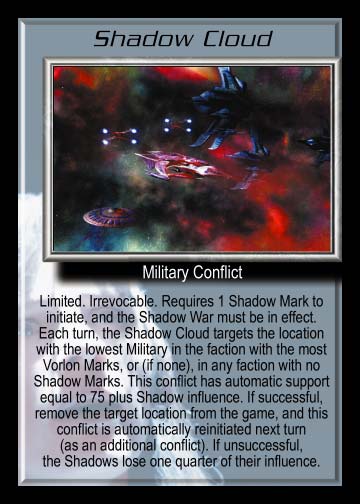 Shadow Cloud
Military Conflict
Limited. Irrevocable. Requires 1 Shadow Mark to
initiate, and the Shadow War must be in effect.
Each turn, the Shadow Cloud targets the location
with the lowest Military in the faction with the most
Vorlon Marks, or (if none), in any faction with no
Shadow Marks. This conflict has automatic support
equal to 75 plus Shadow influence. If successful,
remove the target location from the game, and this
conflict is automatically reinitiated next turn
(as an additional conflict). If unsuccessful,
the Shadows lose one quarter of their influence.